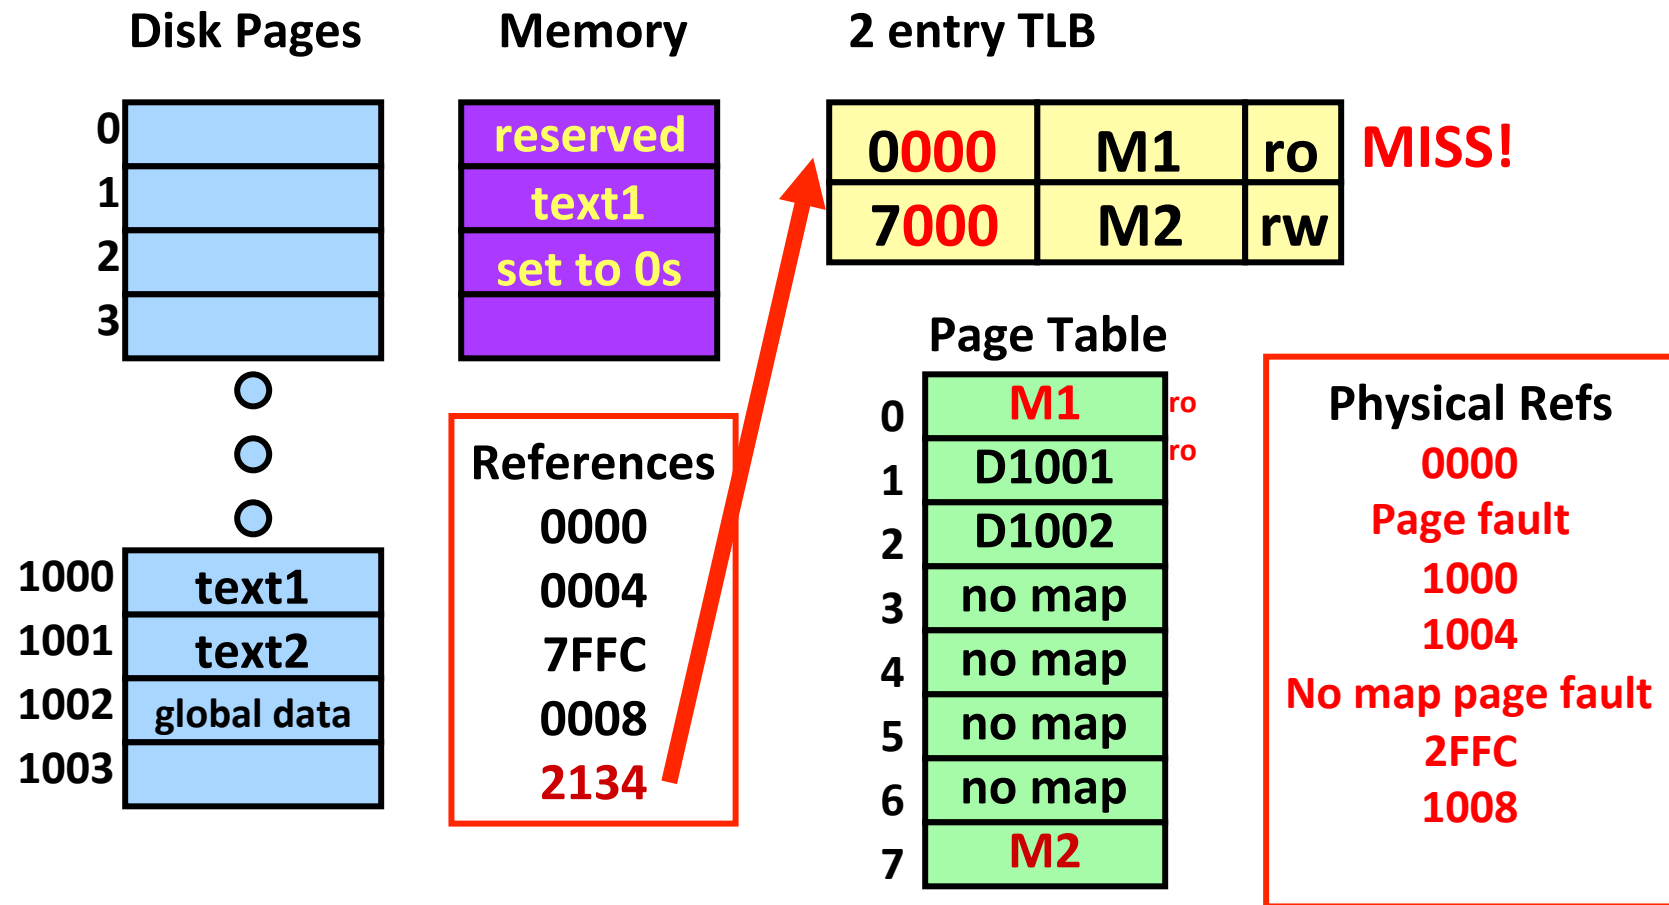 Disk Pages
Memory
2 entry TLB
0
1
2
3
1000 text1
1001 text2
1002 global data
1003
reserved
text1
set to 0s
References
0000
0004
7FFC
0008
2134
0000 M1 ro MISS!
7000 M2 rw
Page Table
0 M1 ro
1 D1001 ro
2 D1002
3 no map
4 no map
5 no map
6 no map
7 M2
Physical Refs
0000
Page fault
1000
1004
No map page fault
2FFC
1008